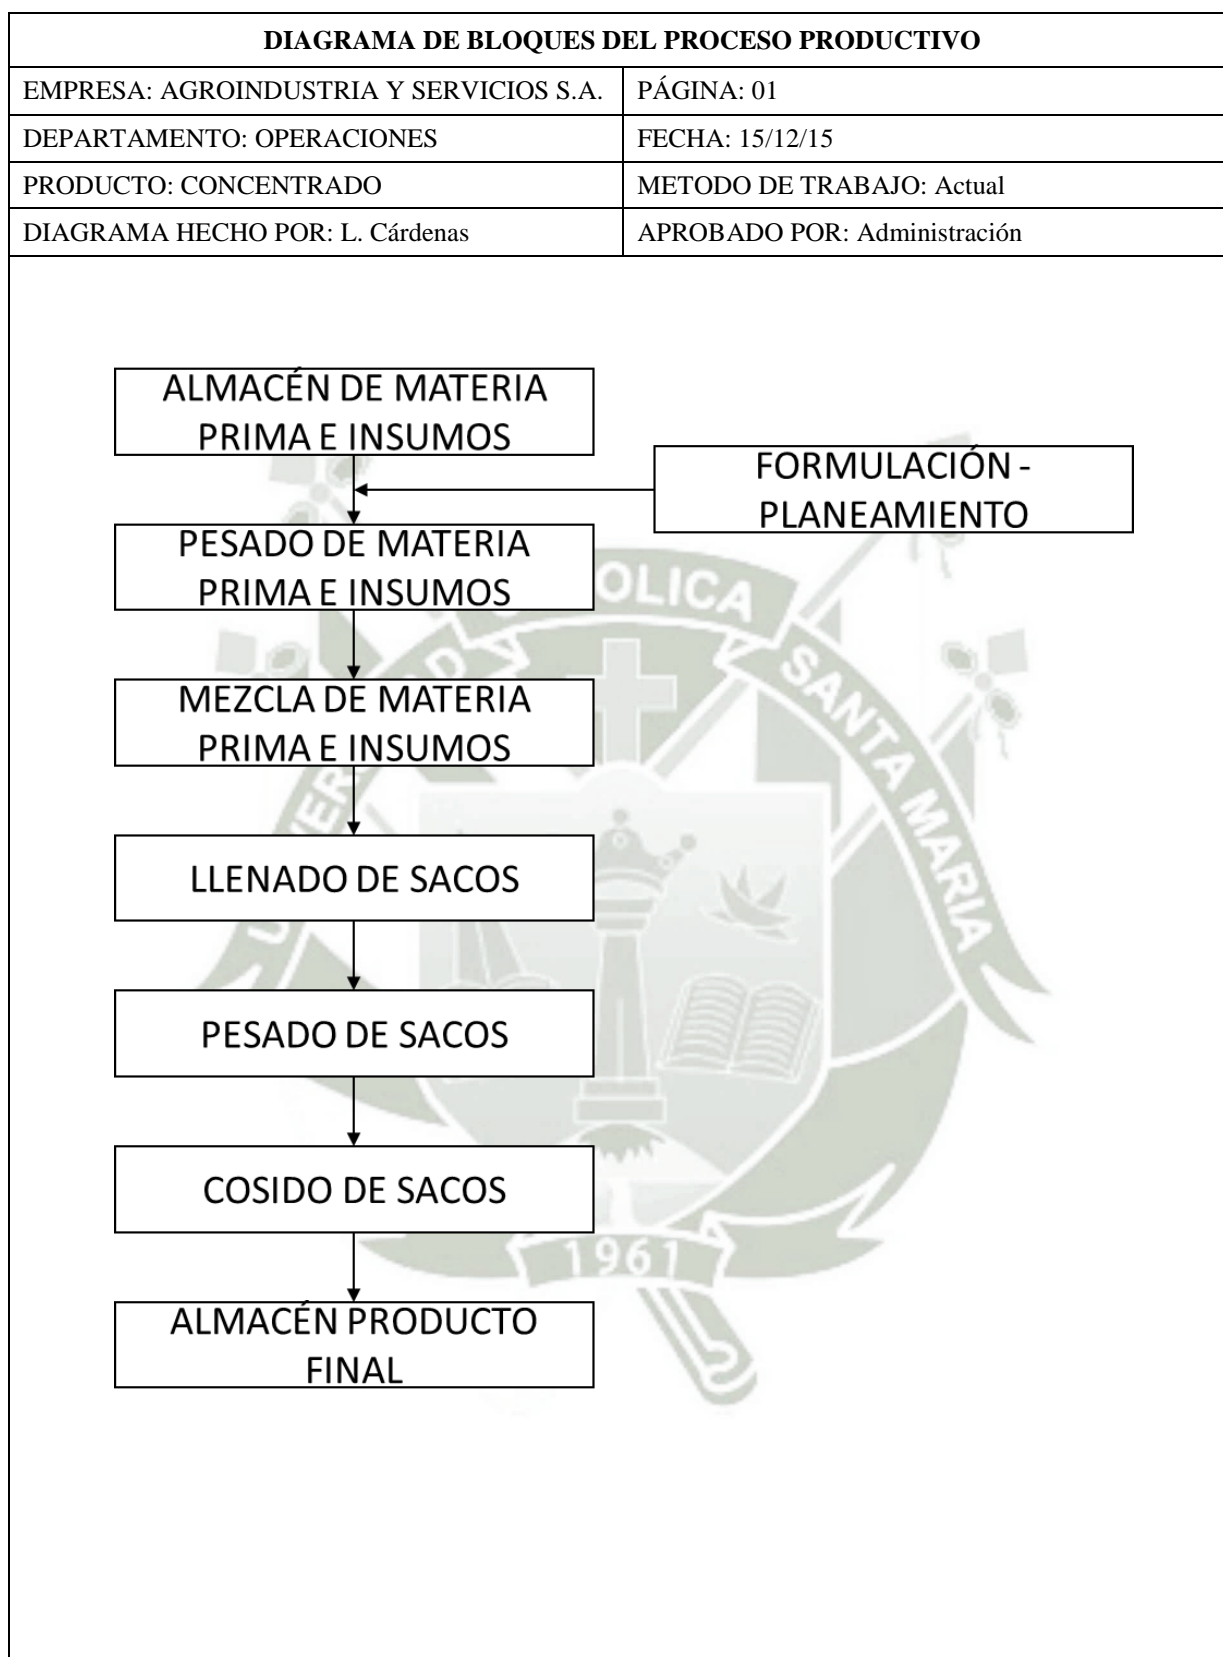 DIAGRAMA DE BLOQUES DEL PROCESO PRODUCTIVO
EMPRESA: AGROINDUSTRIA Y SERVICIOS S.A.
PÁGINA: 01
DEPARTAMENTO: OPERACIONES
FECHA: 15/12/15
PRODUCTO: CONCENTRADO
METODO DE TRABAJO: Actual
DIAGRAMA HECHO POR: L. Cárdenas
APROBADO POR: Administración
ALMACÉN DE MATERIA
PRIMA E INSUMOS
FORMULACIÓN -
PLANEAMIENTO
PESADO DE MATERIA
PRIMA E INSUMOS
MEZCLA DE MATERIA
PRIMA E INSUMOS
LLENADO DE SACOS
PESADO DE SACOS
COSIDO DE SACOS
ALMACÉN PRODUCTO
FINAL
SANTA MARIA
1961